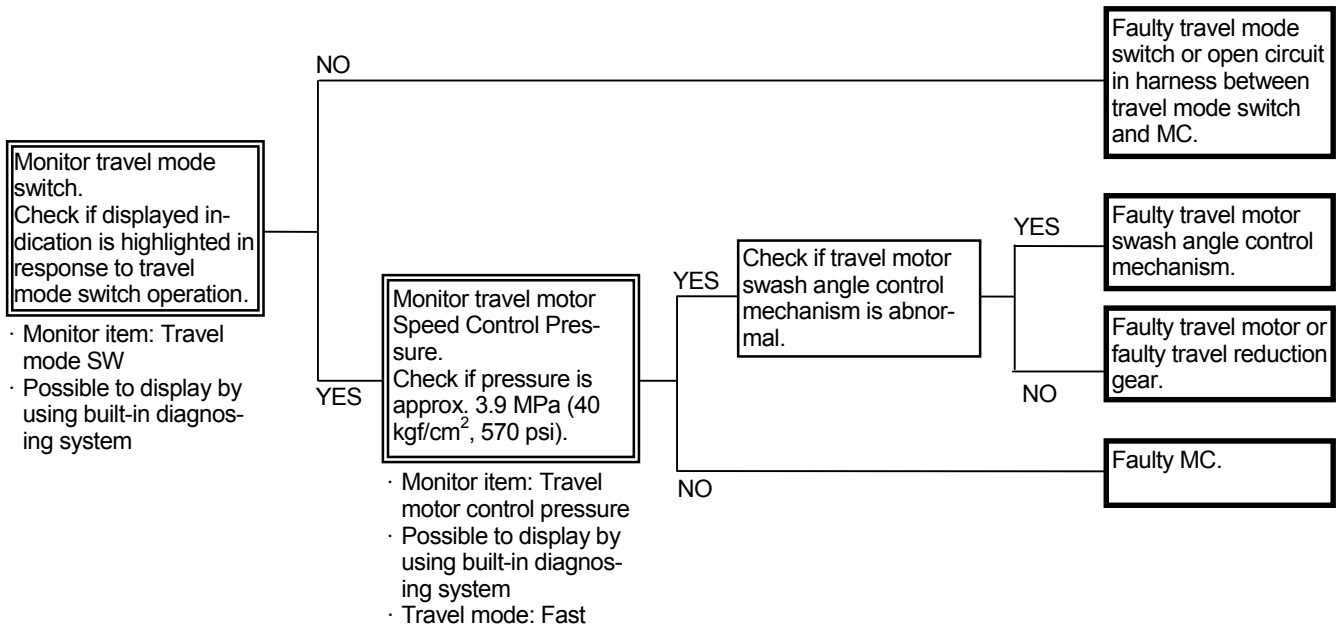 Monitor travel mode
switch.
Check if displayed in-
dication is highlighted in
response to travel
mode switch operation.
· Monitor item: Travel
mode SW
· Possible to display by
using built-in diagnos-
ing system
NO
YES
Monitor travel motor
Speed Control Pres-
sure.
Check if pressure is
approx. 3.9 MPa (40
kgf/cm², 570 psi).
· Monitor item: Travel
motor control pressure
· Possible to display by
using built-in diagnos-
ing system
· Travel mode: Fast
YES
NO
Check if travel motor
swash angle control
mechanism is abnor-
mal.
YES
NO
Faulty travel mode
switch or open circuit
in harness between
travel mode switch
and MC.
Faulty travel motor
swash angle control
mechanism.
Faulty travel motor or
faulty travel reduction
gear.
Faulty MC.